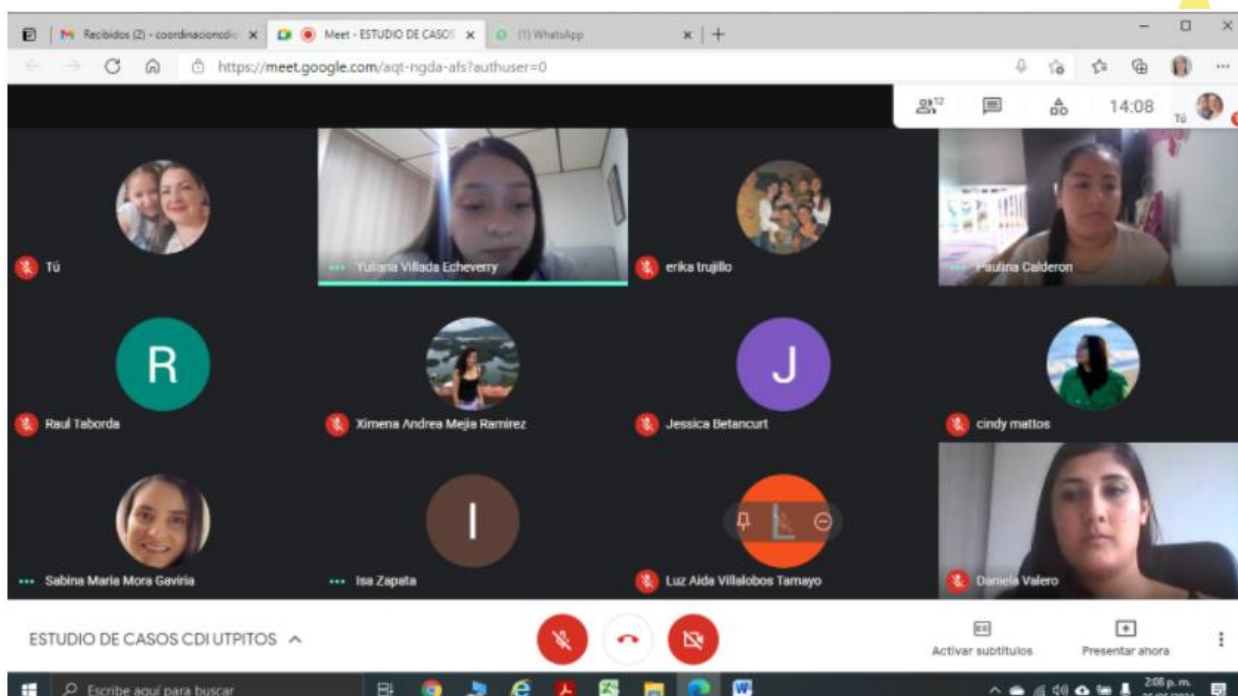 Recibidos (2) - coordinacioncdi
Meet - ESTUDIO DE CASOS
(1) WhatsApp
https://meet.google.com/aqt-ngda-afs?authuser=0
12
14:08
Tú
Tú
Yuliana Villada Echeverry
erika trujillo
Paulina Calderon
R
J
Raul Taborda
Ximena Andrea Mejia Ramirez
Jessica Betancurt
cindy mattos
I
L
Sabina Maria Mora Gaviria
Isa Zapata
Luz Aida Villalobos Tamayo
Daniela Valero
ESTUDIO DE CASOS CDI UTPITOS
Activar subtítulos
Presentar ahora
Escribe aquí para buscar
2:08 p. m.